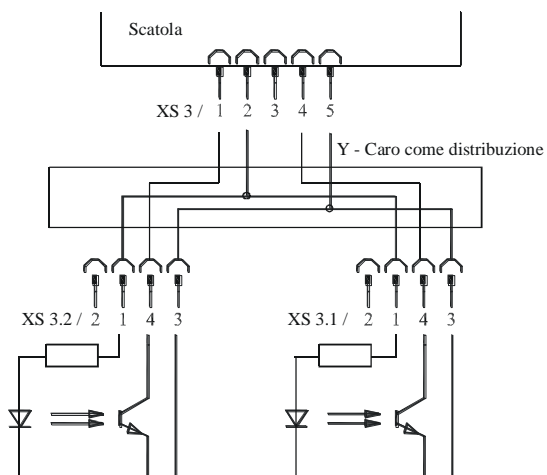 Scatola
XS 3 / 1 2 3 4 5
Y - Caro come distribuzione
XS 3.2 / 2 1 4 3
XS 3.1 / 2 1 4 3